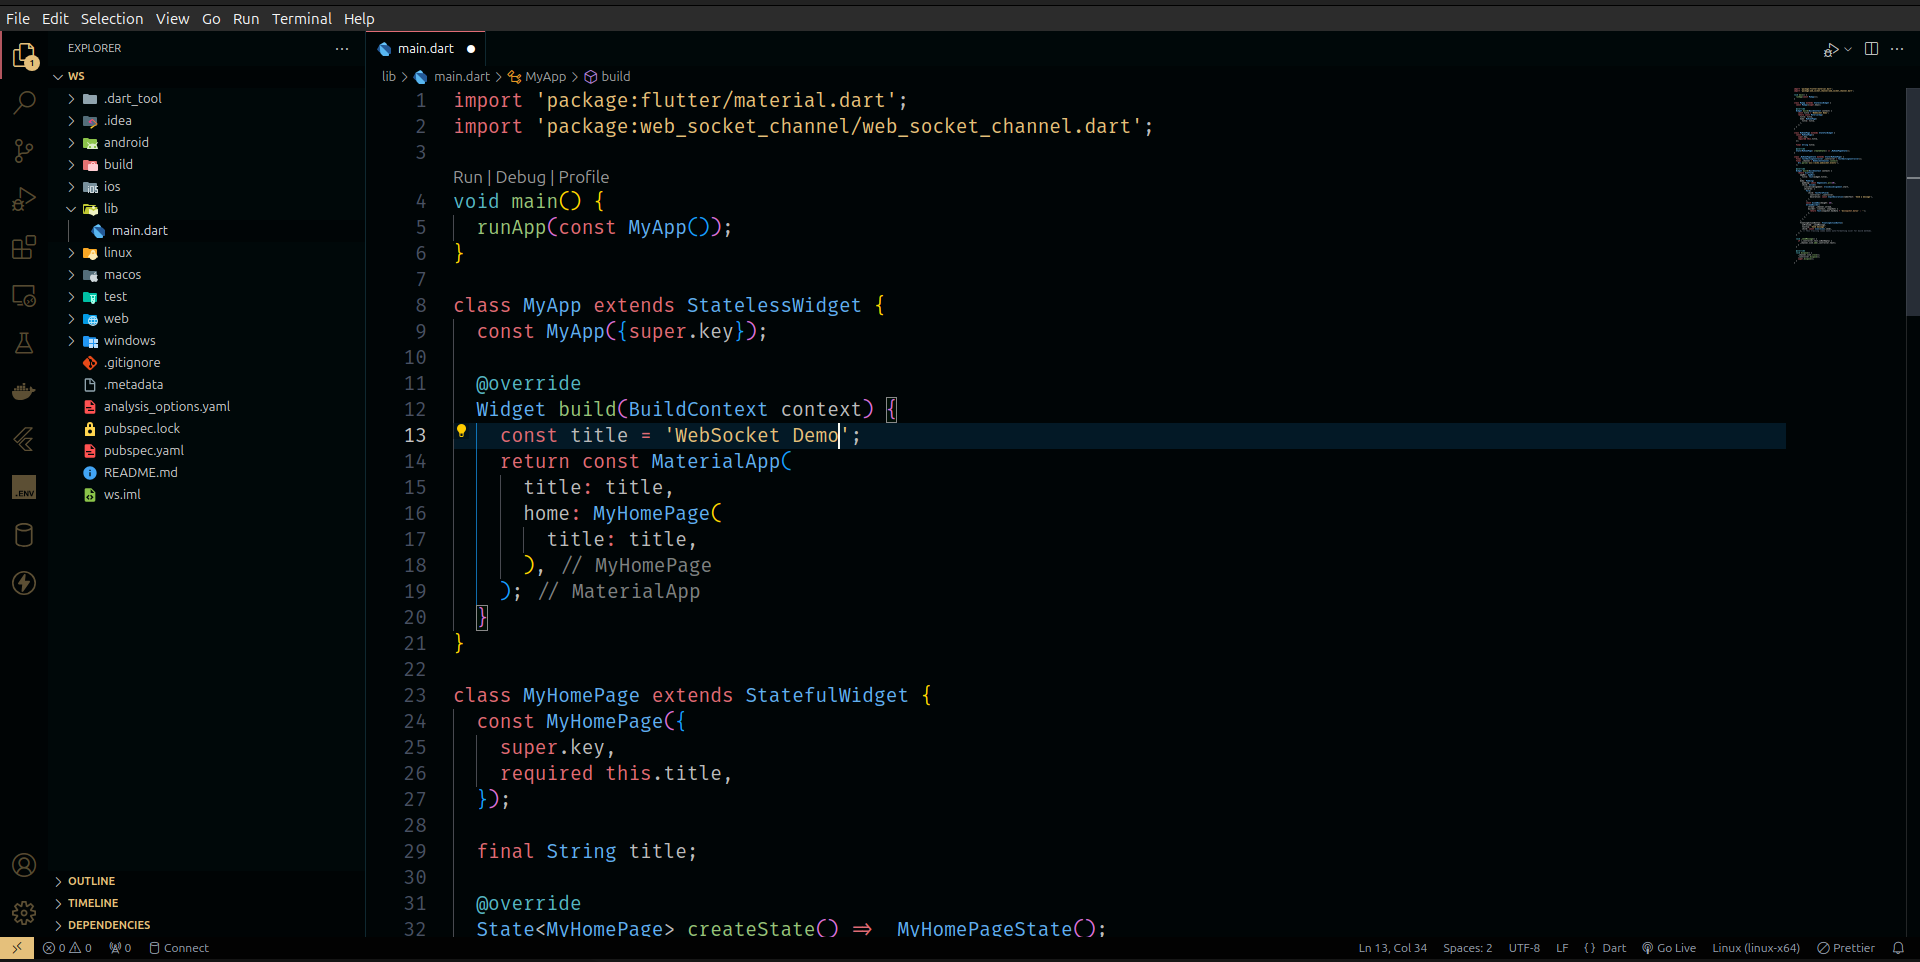 File Edit Selection View Go Run Terminal Help
EXPLORER
WS
.dart_tool
.idea
android
build
ios
lib
main.dart
linux
macos
test
web
windows
.gitignore
.metadata
analysis_options.yaml
pubspec.lock
pubspec.yaml
README.md
ws.iml
OUTLINE
TIMELINE
DEPENDENCIES
1
.ENV
main.dart
lib > main.dart > MyApp > build
1 import 'package:flutter/material.dart';
2 import 'package:web_socket_channel/web_socket_channel.dart';
3
Run | Debug | Profile
4 void main() {
5 runApp(const MyApp());
6 }
7
8 class MyApp extends StatelessWidget {
9 const MyApp({super.key});
10
11 @override
12 Widget build(BuildContext context) {
13 const title = 'WebSocket Demo';
14 return const MaterialApp(
15 title: title,
16 home: MyHomePage(
17 title: title,
18 ), // MyHomePage
19 ); // MaterialApp
20 }
21 }
22
23 class MyHomePage extends StatefulWidget {
24 const MyHomePage({
25 super.key,
26 required this.title,
27 });
28
29 final String title;
30
31 @override
32 State<MyHomePage> createState() => MyHomePageState();
0 0 0 Connect
Ln 13, Col 34 Spaces: 2 UTF-8 LF { } Dart Go Live Linux (linux-x64) Prettier